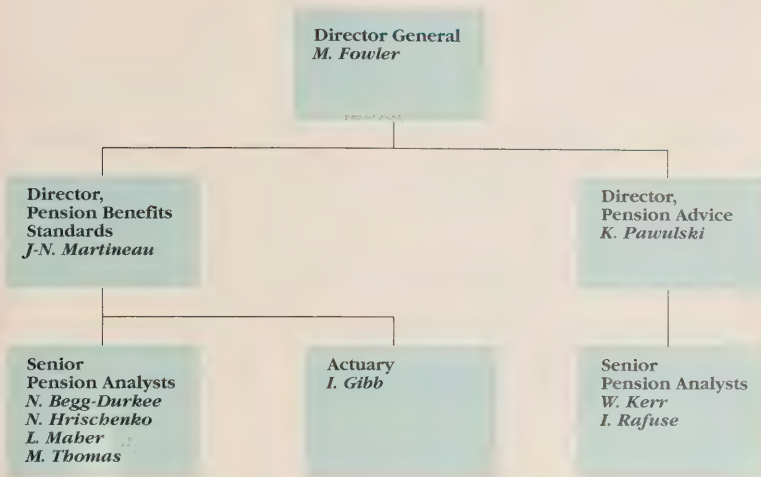 Director General
M. Fowler
Director,
Pension Benefits
Standards
J-N. Martineau
Director,
Pension Advice
K. Pawulski
Senior
Pension Analysts
N. Begg-Durkee
N. Hrischenko
L. Maher
M. Thomas
Actuary
I. Gibb
Senior
Pension Analysts
W. Kerr
I. Rafuse